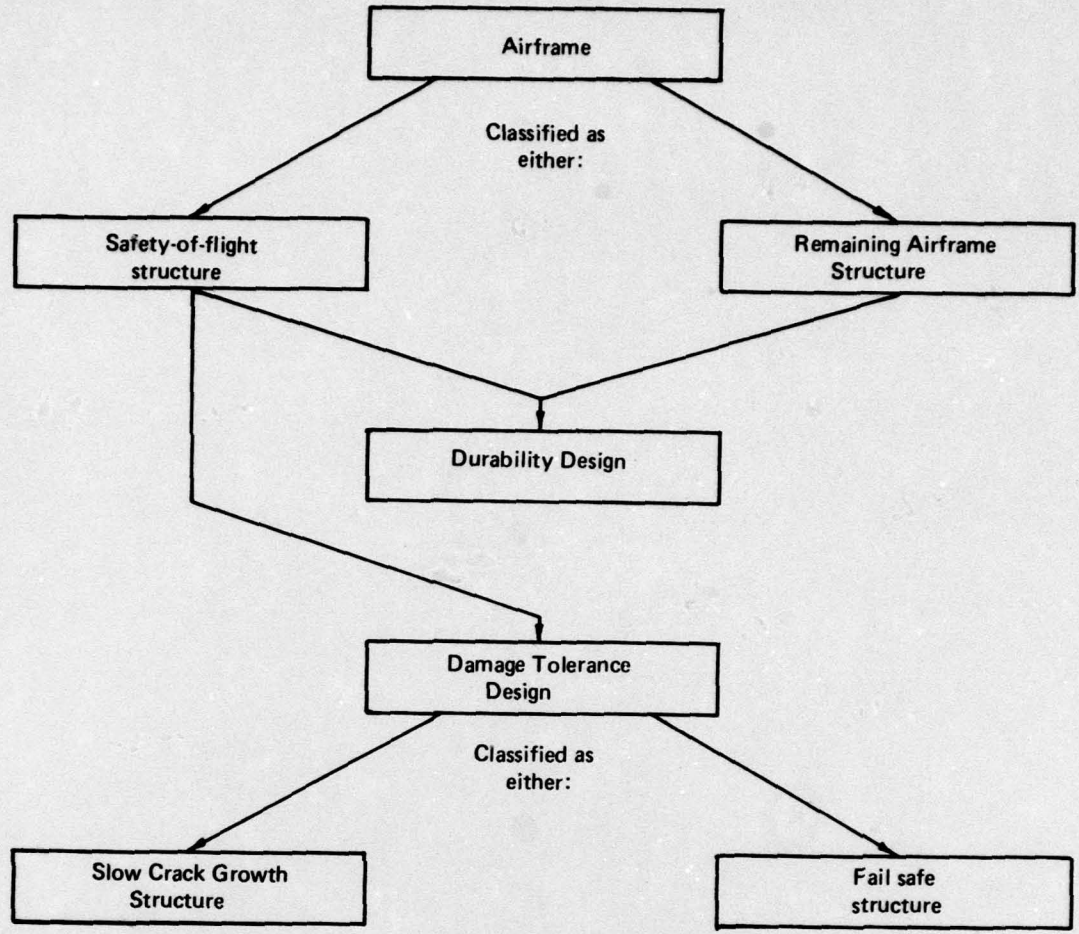 Airframe
Classified as
either:
Safety-of-flight
structure
Remaining Airframe
Structure
Durability Design
Damage Tolerance
Design
Classified as
either:
Slow Crack Growth
Structure
Fail safe
structure